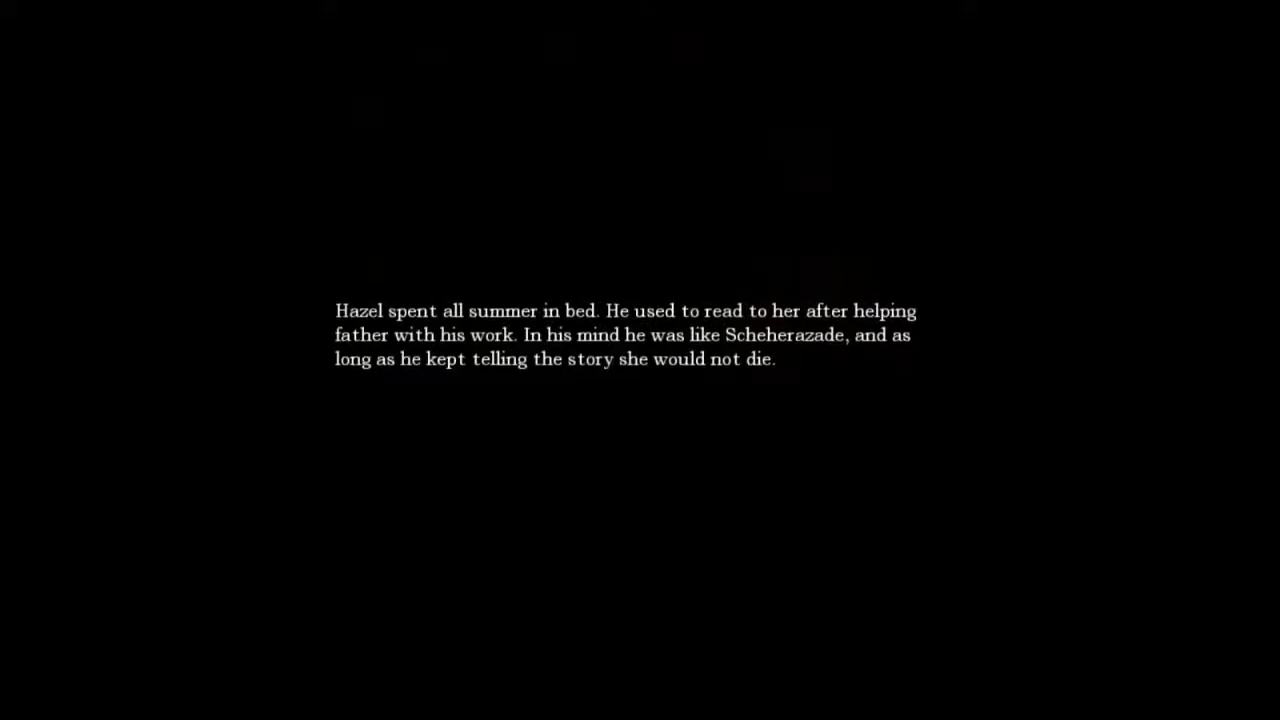 Hazel spent all summer in bed. He used to read to her after helping
father with his work. In his mind he was like Scheherazade, and as
long as he kept telling the story she would not die.